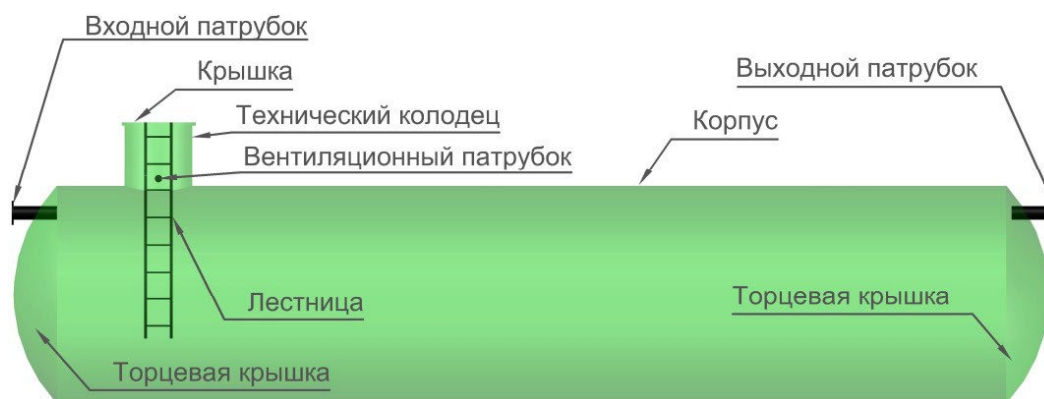 Входной патрубок
Крышка
Выходной патрубок
Технический колодец
Корпус
Вентиляционный патрубок
Лестница
Торцевая крышка
Торцевая крышка